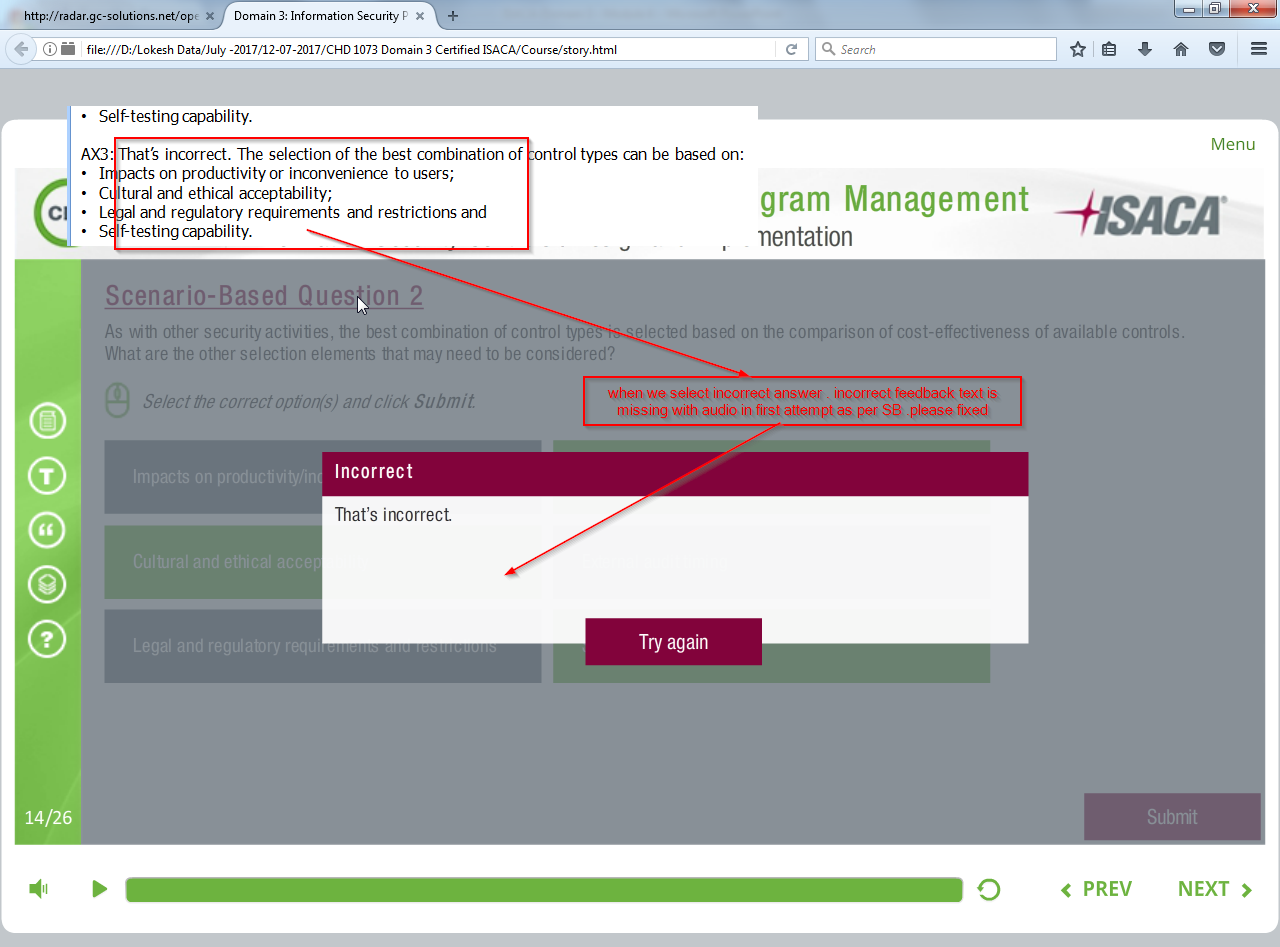 http://radar.gc-solutions.net/ope
Domain 3: Information Security P
file:///D:/Lokesh Data/July -2017/12-07-2017/CHD 1073 Domain 3 Certified ISACA/Course/story.html
Search
• Self-testing capability.
AX3: That's incorrect. The selection of the best combination of control types can be based on:
• Impacts on productivity or inconvenience to users;
• Cultural and ethical acceptability;
• Legal and regulatory requirements and restrictions and
• Self-testing capability.
Menu
gram Management
ISACA®
mentation
Scenario-Based Question 2
As with other security activities, the best combination of control types is selected based on the comparison of cost-effectiveness of available controls.
What are the other selection elements that may need to be considered?
Select the correct option(s) and click Submit.
when we select incorrect answer . incorrect feedback text is
missing with audio in first attempt as per SB .please fixed
Impacts on productivity/inc
Incorrect
That's incorrect.
Cultural and ethical accep
Legal and regulatory requirements and restrictions
Try again
14/26
Submit
PREV
NEXT